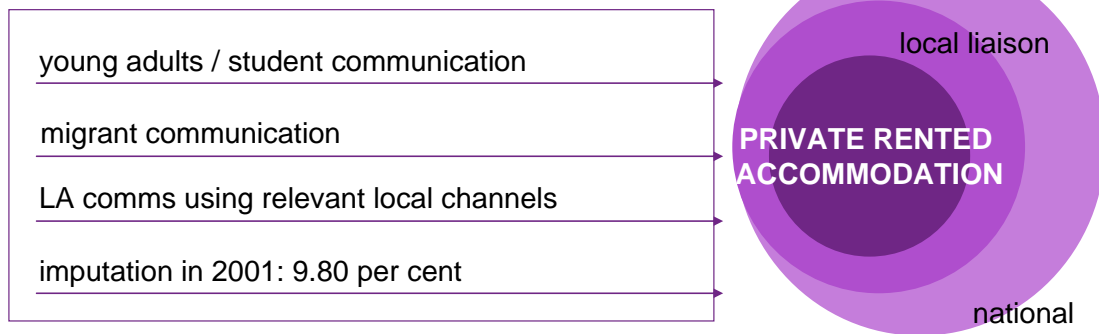 young adults / student communication
migrant communication
LA comms using relevant local channels
imputation in 2001: 9.80 per cent
local liaison
PRIVATE RENTED
ACCOMMODATION
national